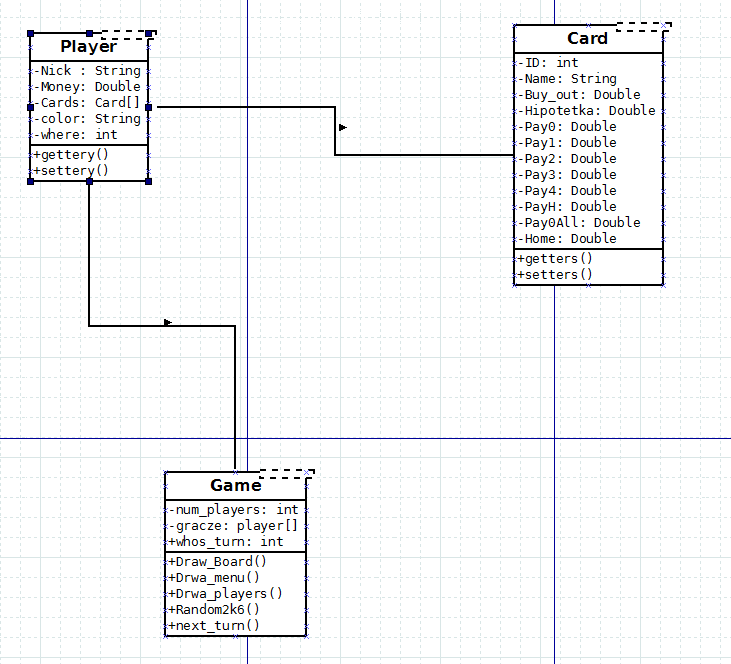 Player
-Nick : String
-Money: Double
-Cards: Card[]
-color: String
-where: int
+gettery()
+settery()
Card
-ID: int
-Name: String
-Buy_out: Double
-Hipotetka: Double
-Pay0: Double
-Pay1: Double
-Pay2: Double
-Pay3: Double
-Pay4: Double
-PayH: Double
-Pay0All: Double
-Home: Double
+getters()
+setters()
Game
-num_players: int
-gracze: player[]
+whos_turn: int
+Draw_Board()
+Drwa_menu()
+Drwa_players()
+Random2k6()
+next_turn()